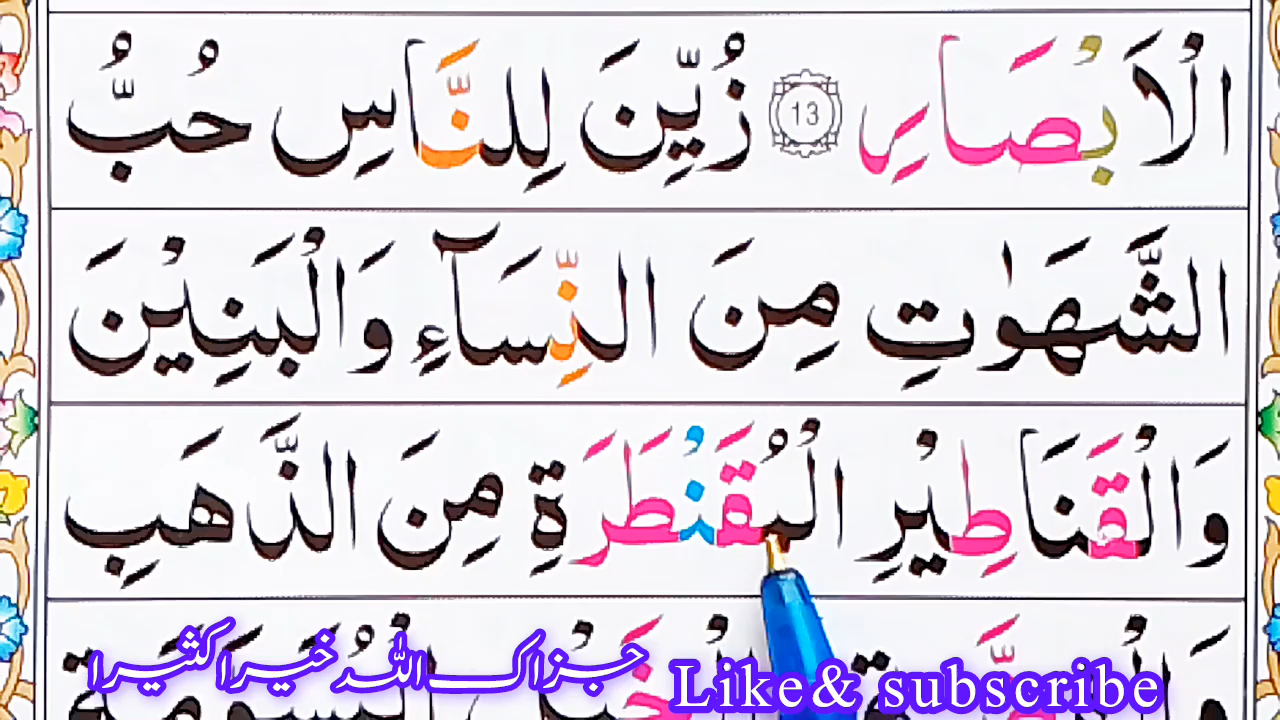 الْاَبْصَارِ 13 زُيِّنَ لِلنَّاسِ حُبُّ
الشَّهَوٰتِ مِنَ النِّسَآءِ وَالْبَنِيْنَ
وَالْقَنَاطِيْرِ الْمُقَنْطَرَةِ مِنَ الذَّهَبِ
جزاک اللہ خیرا کثیرا Like& subscribe